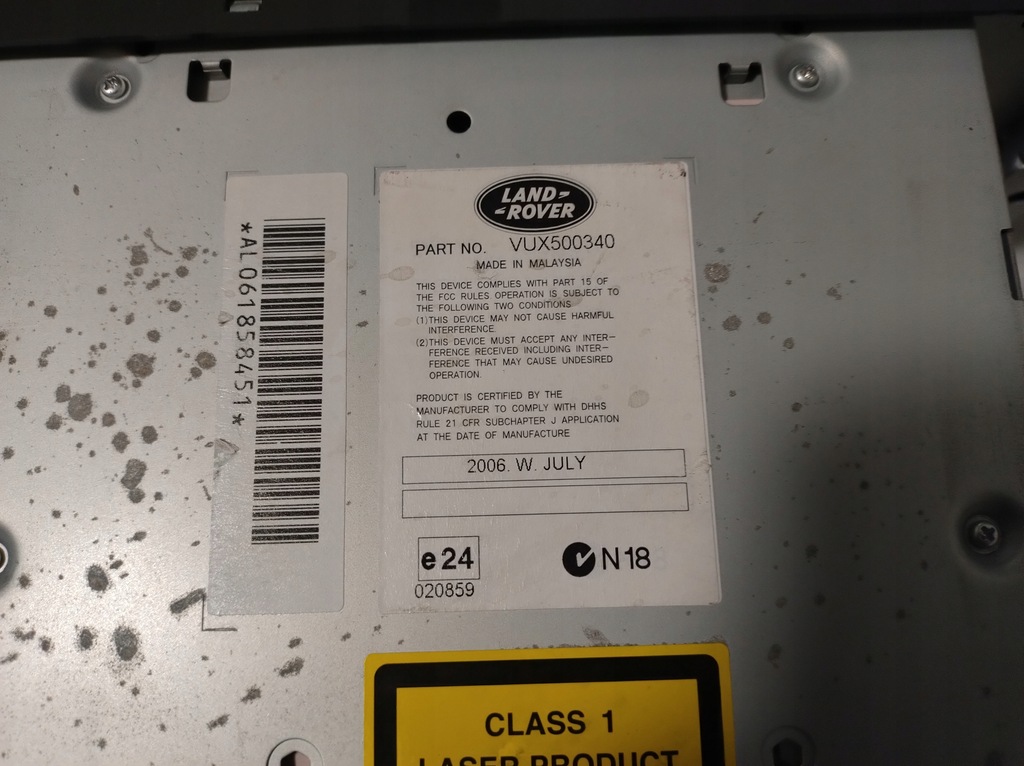 *AL061858451*
LAND-
-ROVER
PART NO. VUX500340
MADE IN MALAYSIA
THIS DEVICE COMPLIES WITH PART 15 OF
THE FCC RULES OPERATION IS SUBJECT TO
THE FOLLOWING TWO CONDITIONS
(1) THIS DEVICE MAY NOT CAUSE HARMFUL
INTERFERENCE.
(2) THIS DEVICE MUST ACCEPT ANY INTER-
FERENCE RECEIVED INCLUDING INTER-
FERENCE THAT MAY CAUSE UNDESIRED
OPERATION.
PRODUCT IS CERTIFIED BY THE
MANUFACTURER TO COMPLY WITH DHHS
RULE 21 CFR SUBCHAPTER J APPLICATION
AT THE DATE OF MANUFACTURE
2006. W. JULY
e24
020859
N18
CLASS 1
LASER PRODUCT